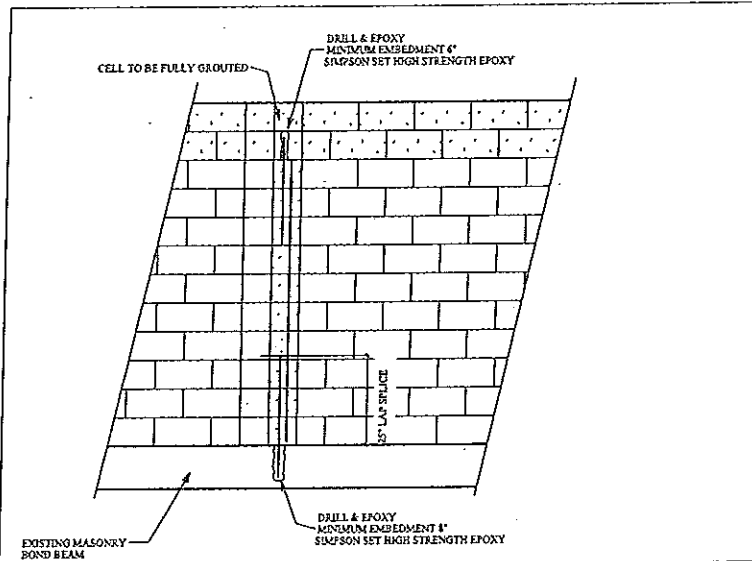 DRILL & EPOXY
MINIMUM EMBEDMENT 6"
SIMPSON SET HIGH STRENGTH EPOXY
CELL TO BE FULLY GROUTED
25" LAP SPLICE
DRILL & EPOXY
MINIMUM EMBEDMENT 8"
SIMPSON SET HIGH STRENGTH EPOXY
EXISTING MASONRY
BOND BEAM